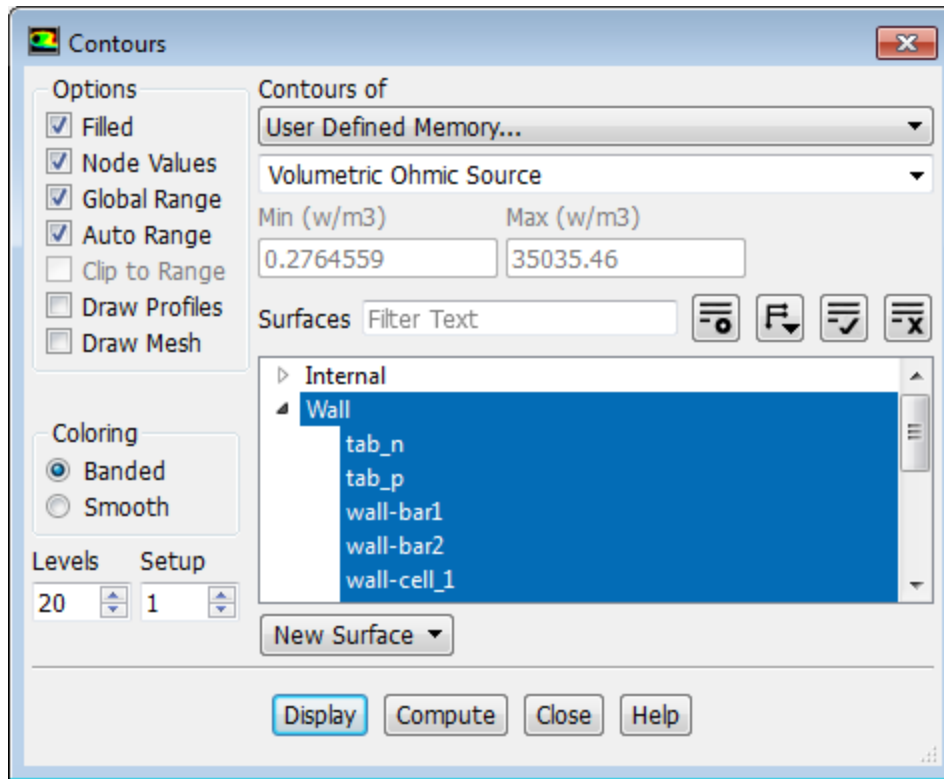 Contours
Options
Filled
Node Values
Global Range
Auto Range
Clip to Range
Draw Profiles
Draw Mesh
Coloring
Banded
Smooth
Levels Setup
20 1
Contours of
User Defined Memory...
Volumetric Ohmic Source
Min (w/m3) Max (w/m3)
0.2764559 35035.46
Surfaces Filter Text
Internal
Wall
tab_n
tab_p
wall-bar1
wall-bar2
wall-cell_1
New Surface
Display Compute Close Help